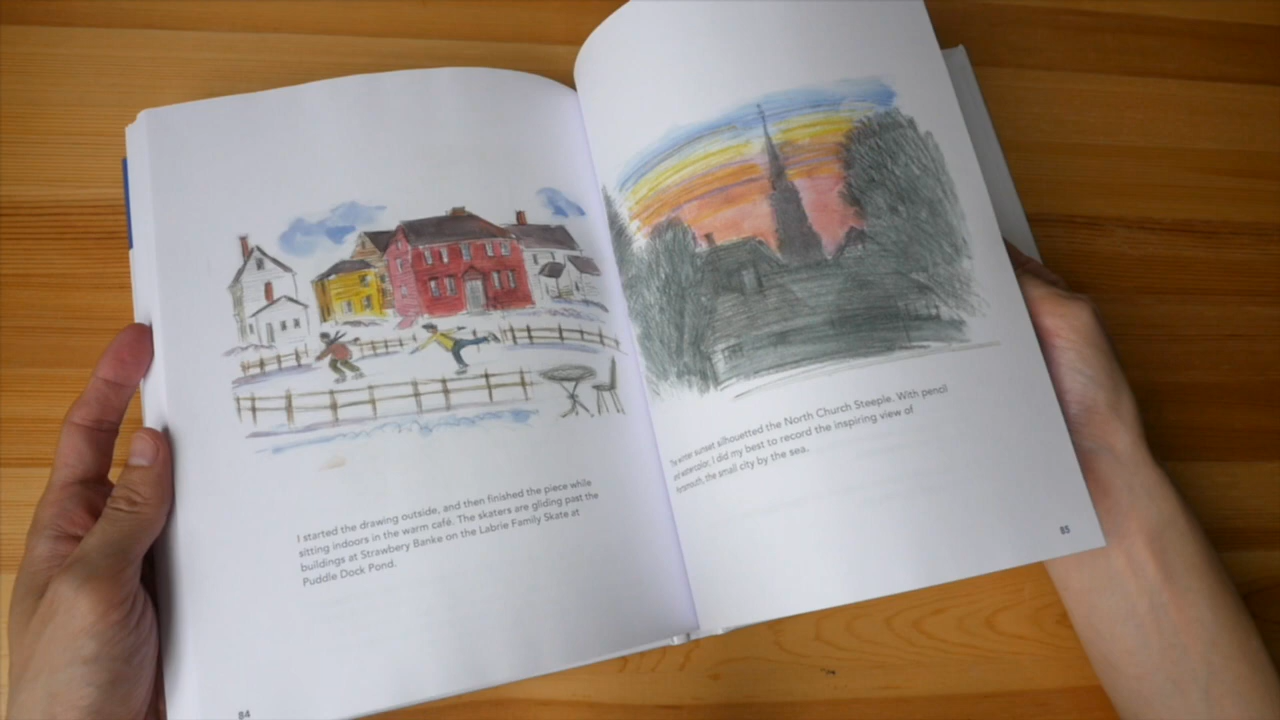 I started the drawing outside, and then finished the piece while
sitting indoors in the warm café. The skaters are gliding past the
buildings at Strawbery Banke on the Labrie Family Skate at
Puddle Dock Pond.
84
The winter sunset silhouetted the North Church Steeple. With pencil
and watercolor, I did my best to record the inspiring view of
Portsmouth, the small city by the sea.
85